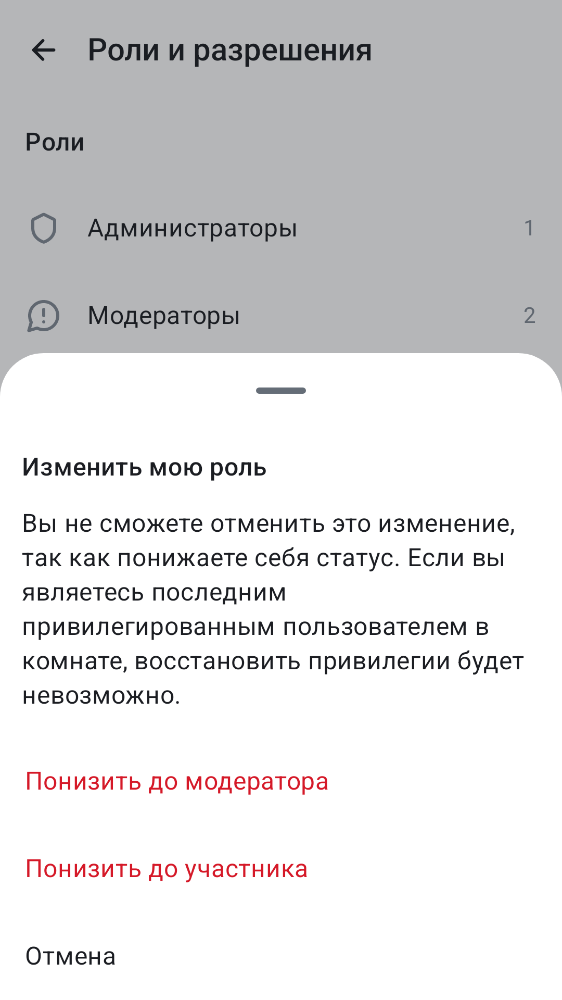 Роли и разрешения
Роли
Администраторы 1
Модераторы 2
Изменить мою роль
Вы не сможете отменить это изменение,
так как понижаете себя статус. Если вы
являетесь последним
привилегированным пользователем в
комнате, восстановить привилегии будет
невозможно.
Понизить до модератора
Понизить до участника
Отмена